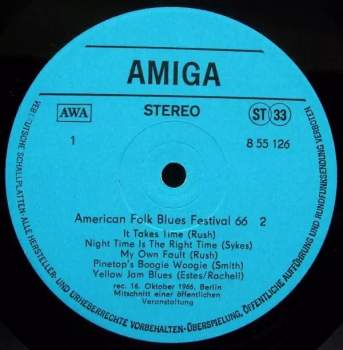 AMIGA
STEREO
AWA
ST 33
1
8 55 126
American Folk Blues Festival 66 2
It Takes Time (Rush)
Night Time Is The Right Time (Sykes)
My Own Fault (Rush)
Pinetop's Boogie Woogie (Smith)
Yellow Jam Blues (Estes/Rachell)
rec. 16. Oktober 1966, Berlin
Mitschnitt einer öffentlichen
Veranstaltung
VEB DEUTSCHE SCHALLPLATTEN·ALLE HERSTELLER- UND URHEBERRECHTE VORBEHALTEN·ÜBERSPIELUNG, ÖFFENTLICHE AUFFÜHRUNG UND RUNDFUNKSENDUNG VERBOTEN